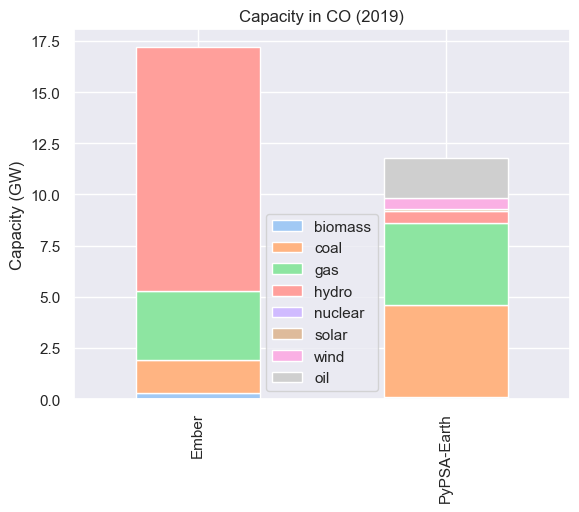 Capacity in CO (2019)
Capacity (GW)
17.5
15.0
12.5
10.0
7.5
5.0
2.5
0.0
biomass
coal
gas
hydro
nuclear
solar
wind
oil
Ember
PyPSA-Earth